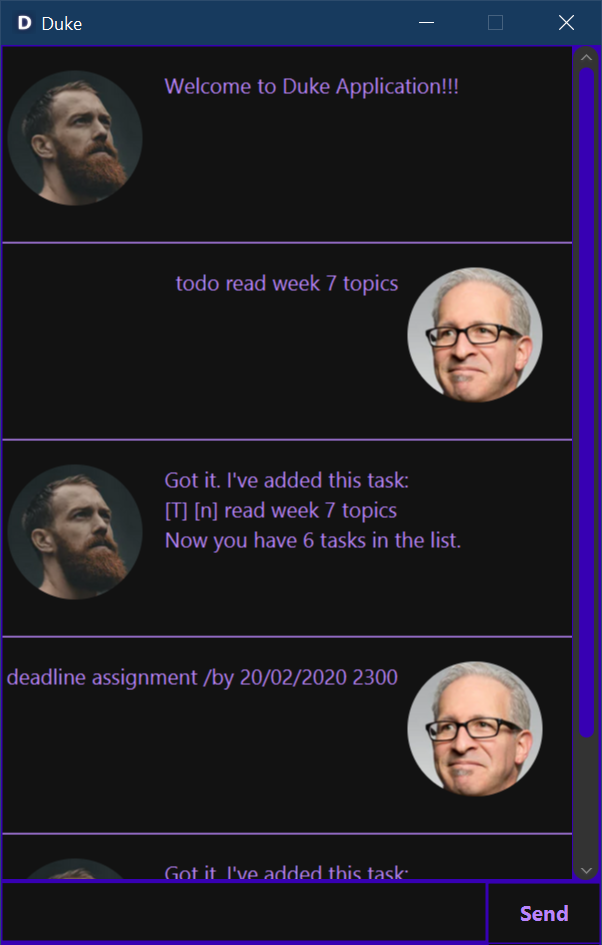 D Duke
Welcome to Duke Application!!!
todo read week 7 topics
Got it. I've added this task:
[T] [n] read week 7 topics
Now you have 6 tasks in the list.
deadline assignment /by 20/02/2020 2300
Got it. I've added this task:
Send